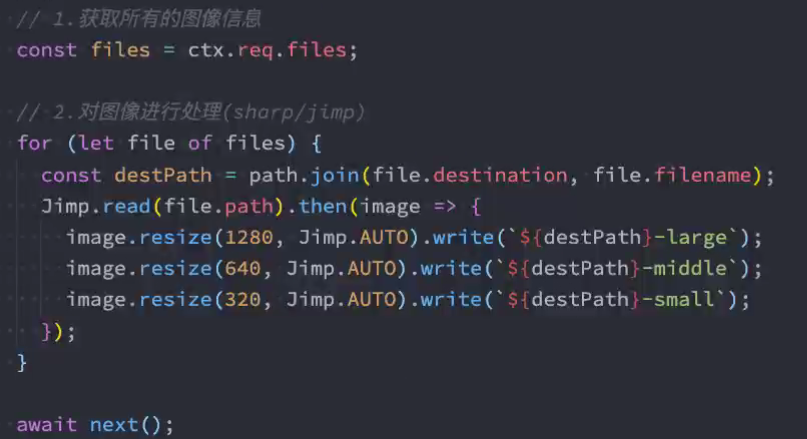 // 1.获取所有的图像信息
const files = ctx.req.files;
// 2.对图像进行处理(sharp/jimp)
for (let file of files) {
const destPath = path.join(file.destination, file.filename);
Jimp.read(file.path).then(image => {
image.resize(1280, Jimp.AUTO).write(`${destPath}-large`);
image.resize(640, Jimp.AUTO).write(`${destPath}-middle`);
image.resize(320, Jimp.AUTO).write(`${destPath}-small`);
});
}
await next();